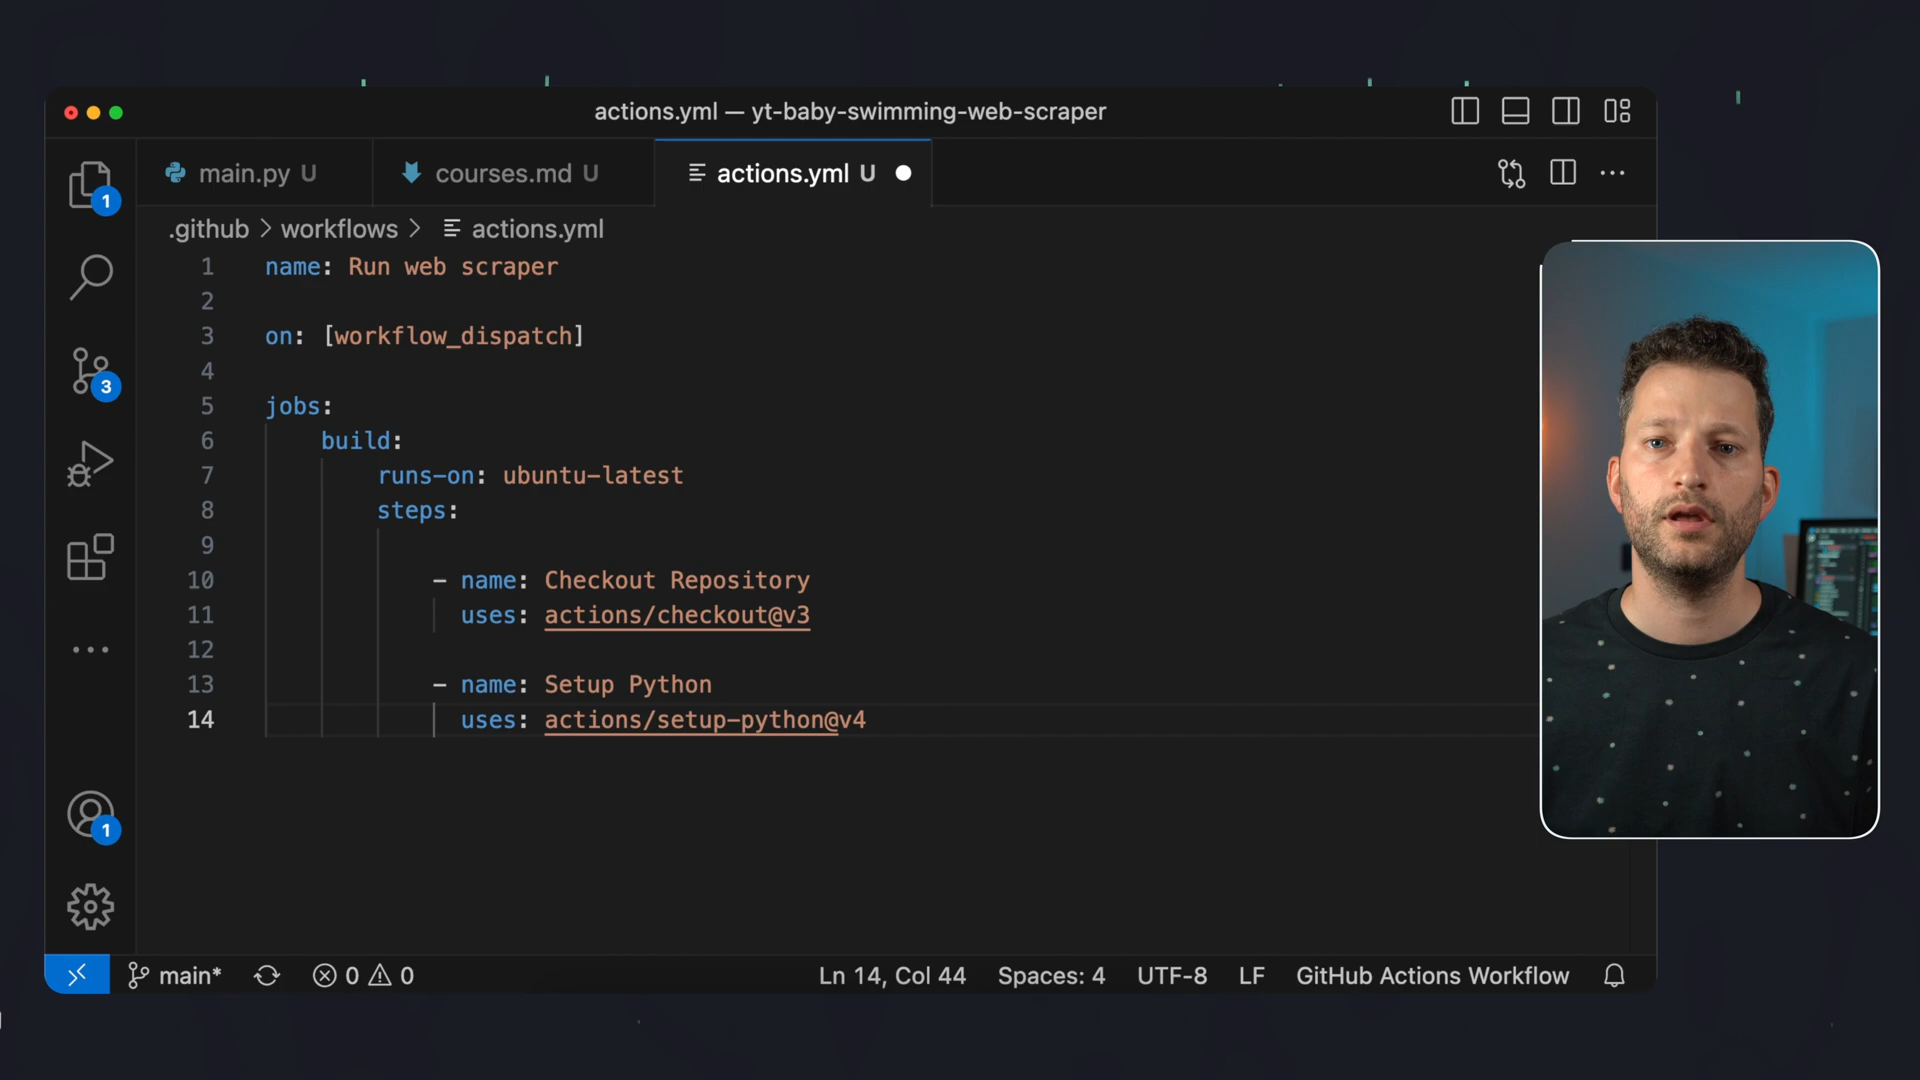 actions.yml — yt-baby-swimming-web-scraper
main.py U
courses.md U
actions.yml U
.github > workflows > actions.yml
1 name: Run web scraper
2
3 on: [workflow_dispatch]
4
5 jobs:
6 build:
7 runs-on: ubuntu-latest
8 steps:
9
10 - name: Checkout Repository
11 uses: actions/checkout@v3
12
13 - name: Setup Python
14 uses: actions/setup-python@v4
1
3
1
main* 0 0 Ln 14, Col 44 Spaces: 4 UTF-8 LF GitHub Actions Workflow